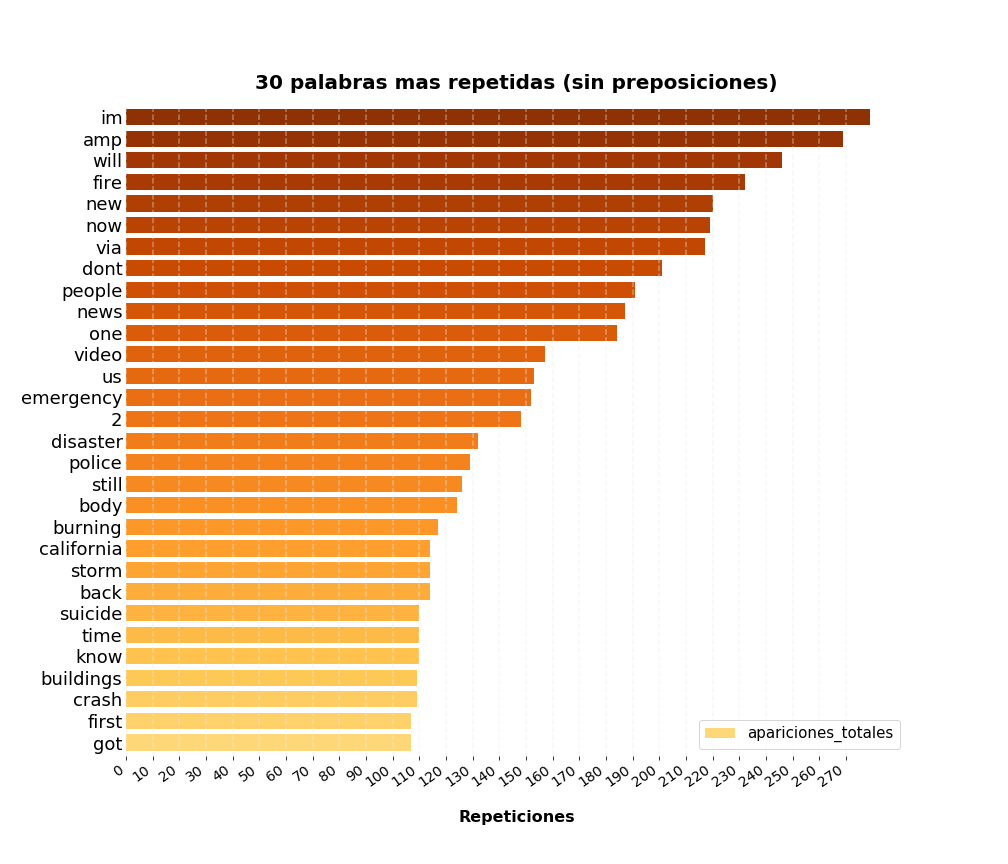 30 palabras mas repetidas (sin preposiciones)
im
amp
will
fire
new
now
via
dont
people
news
one
video
us
emergency
2
disaster
police
still
body
burning
california
storm
back
suicide
time
know
buildings
crash
first
got
apariciones_totales
0 10 20 30 40 50 60 70 80 90 100 110 120 130 140 150 160 170 180 190 200 210 220 230 240 250 260 270
Repeticiones